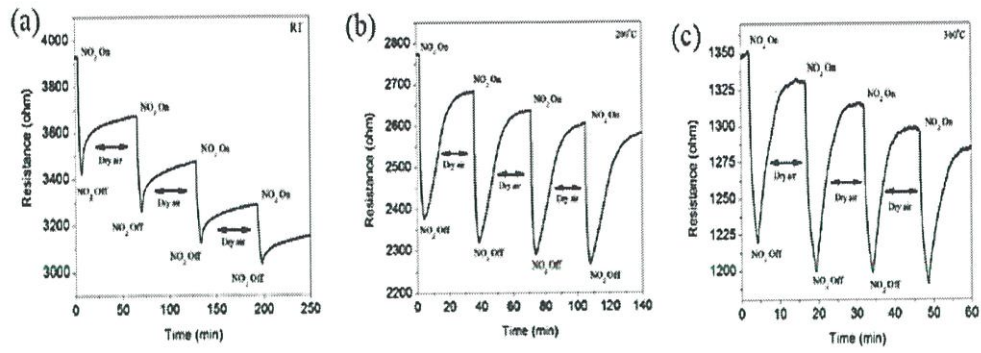 (a)
RT
NO₂ On
NO₂ On
NO₂ On
NO₂ On
Dry air
Dry air
Dry air
NO₂ Off
NO₂ Off
NO₂ Off
NO₂ Off
4000
3800
3600
3400
3200
3000
Resistance (ohm)
0 50 100 150 200 250
Time (min)
(b)
200°C
NO₂ On
NO₂ On
NO₂ On
NO₂ On
Dry air
Dry air
Dry air
NO₂ Off
NO₂ Off
NO₂ Off
NO₂ Off
2800
2700
2600
2500
2400
2300
2200
Resistance (ohm)
0 20 40 60 80 100 120 140
Time (min)
(c)
300°C
NO₂ On
NO₂ On
NO₂ On
NO₂ On
Dry air
Dry air
Dry air
NO₂ Off
NO₂ Off
NO₂ Off
1350
1325
1300
1275
1250
1225
1200
Resistance (ohm)
0 10 20 30 40 50 60
Time (min)